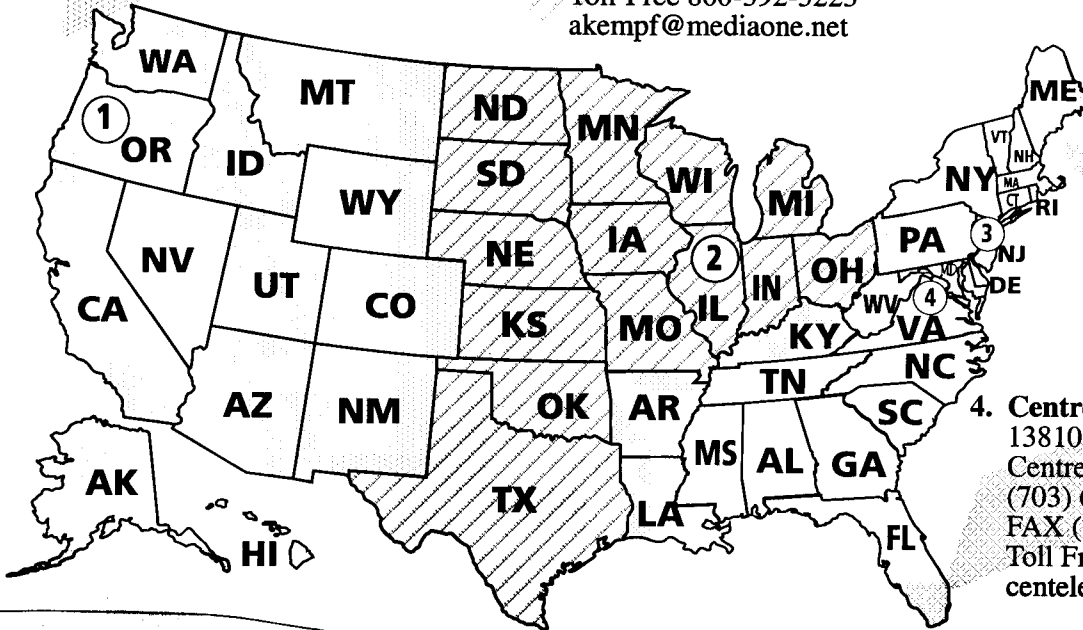 Toll Free 800-392-3223
akempf@mediaone.net
WA
MT
ND
MN
ME
1
OR
ID
SD
WI
MI
VT
NH
NY
MA
CT
RI
WY
NE
IA
2
IL
IN
OH
PA
3
NJ
DE
MD
NV
UT
CO
KS
MO
WV
4
VA
KY
CA
AZ
NM
OK
AR
TN
NC
SC
MS
AL
GA
TX
LA
FL
AK
HI
4. Centre
13810
Centre
(703)
FAX (
Toll Fr
centele